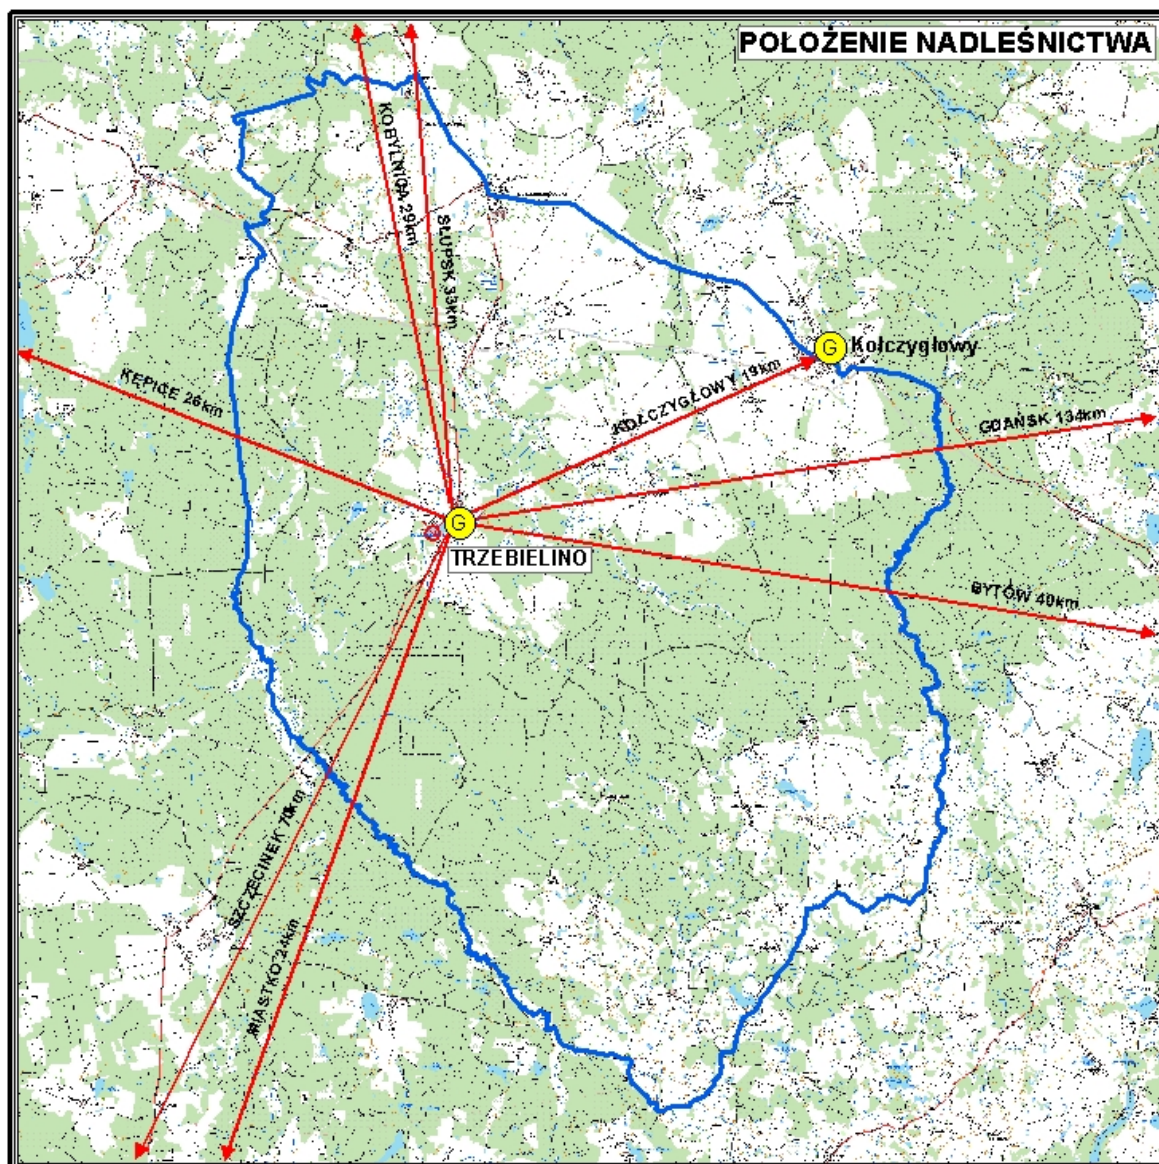 POŁOŻENIE NADLEŚNICTWA
KOBYLNICA 29km
SŁUPSK 33km
G
Kołczygłowy
KOŁCZYGŁOWY 19km
KĘPICE 26km
GDAŃSK 134km
G
TRZEBIELINO
BYTÓW 40km
SZCZECINEK 70km
MIASTKO 24km